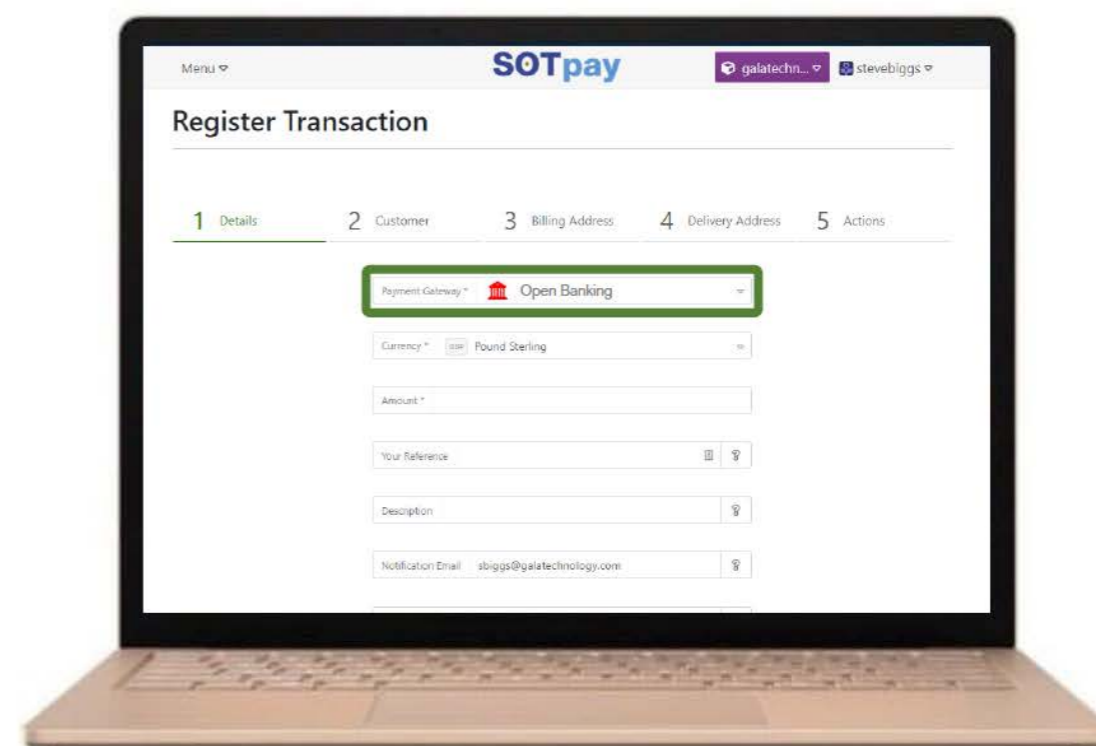 Menu SOTpay galatechn... stevebiggs
Register Transaction
1 Details 2 Customer 3 Billing Address 4 Delivery Address 5 Actions
Payment Gateway * Open Banking
Currency * GBP Pound Sterling
Amount *
Your Reference
Description
Notification Email sbiggs@galatechnology.com